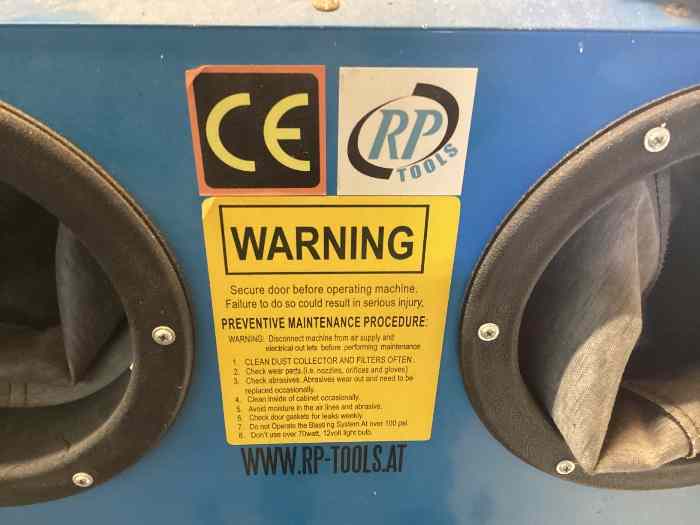 CE
RP
TOOLS
WARNING
Secure door before operating machine.
Failure to do so could result in serious injury,
PREVENTIVE MAINTENANCE PROCEDURE:
WARNING: Disconnect machine from air supply and
electrical out lets before performing maintenance
1. CLEAN DUST COLLECTOR AND FILTERS OFTEN.
2. Check wear parts.(i.e. nozzles, orifices and gloves)
3. Check abrasives. Abrasives wear out and need to be
replaced occasionally.
4. Clean inside of cabinet occasionally.
5. Avoid moisture in the air lines and abrasive.
6. Check door gaskets for leaks weekly.
7. Do not Operate the Blasting System At over 100 psi.
8. Don't use over 70watt, 12volt light bulb.
WWW.RP-TOOLS.AT